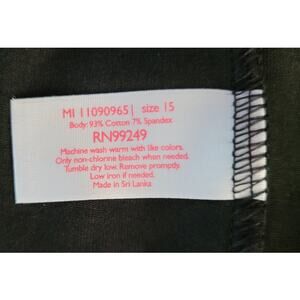 MI 11090965| size 15
Body: 93% Cotton 7% Spandex
RN99249
Machine wash warm with like colors.
Only non-chlorine bleach when needed.
Tumble dry low. Remove promptly.
Low iron if needed.
Made in Sri Lanka